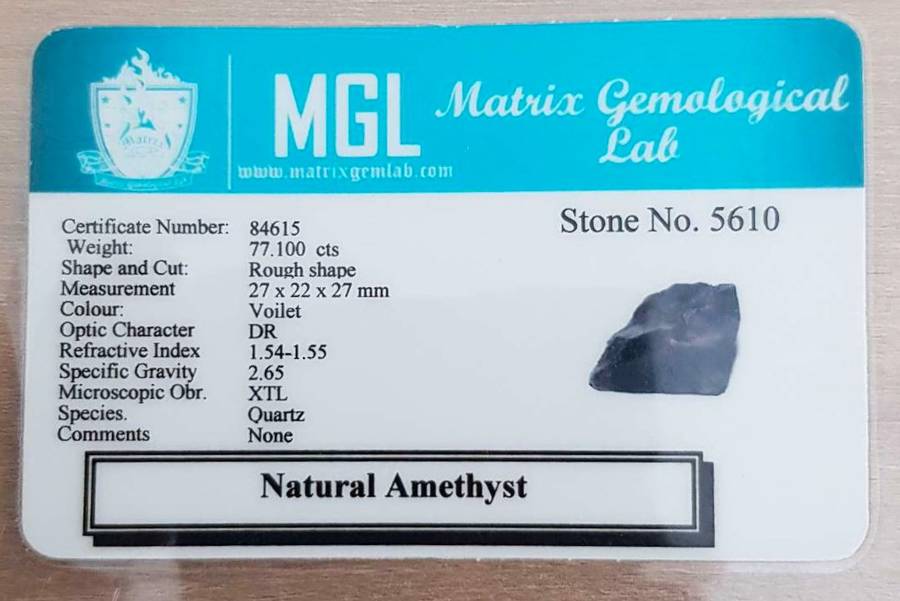 MGL
Matrix Gemological
Lab
www.matrixgemlab.com
Stone No. 5610
Certificate Number: 84615
Weight: 77.100 cts
Shape and Cut: Rough shape
Measurement 27 x 22 x 27 mm
Colour: Voilet
Optic Character DR
Refractive Index 1.54-1.55
Specific Gravity 2.65
Microscopic Obr. XTL
Species. Quartz
Comments None
Natural Amethyst